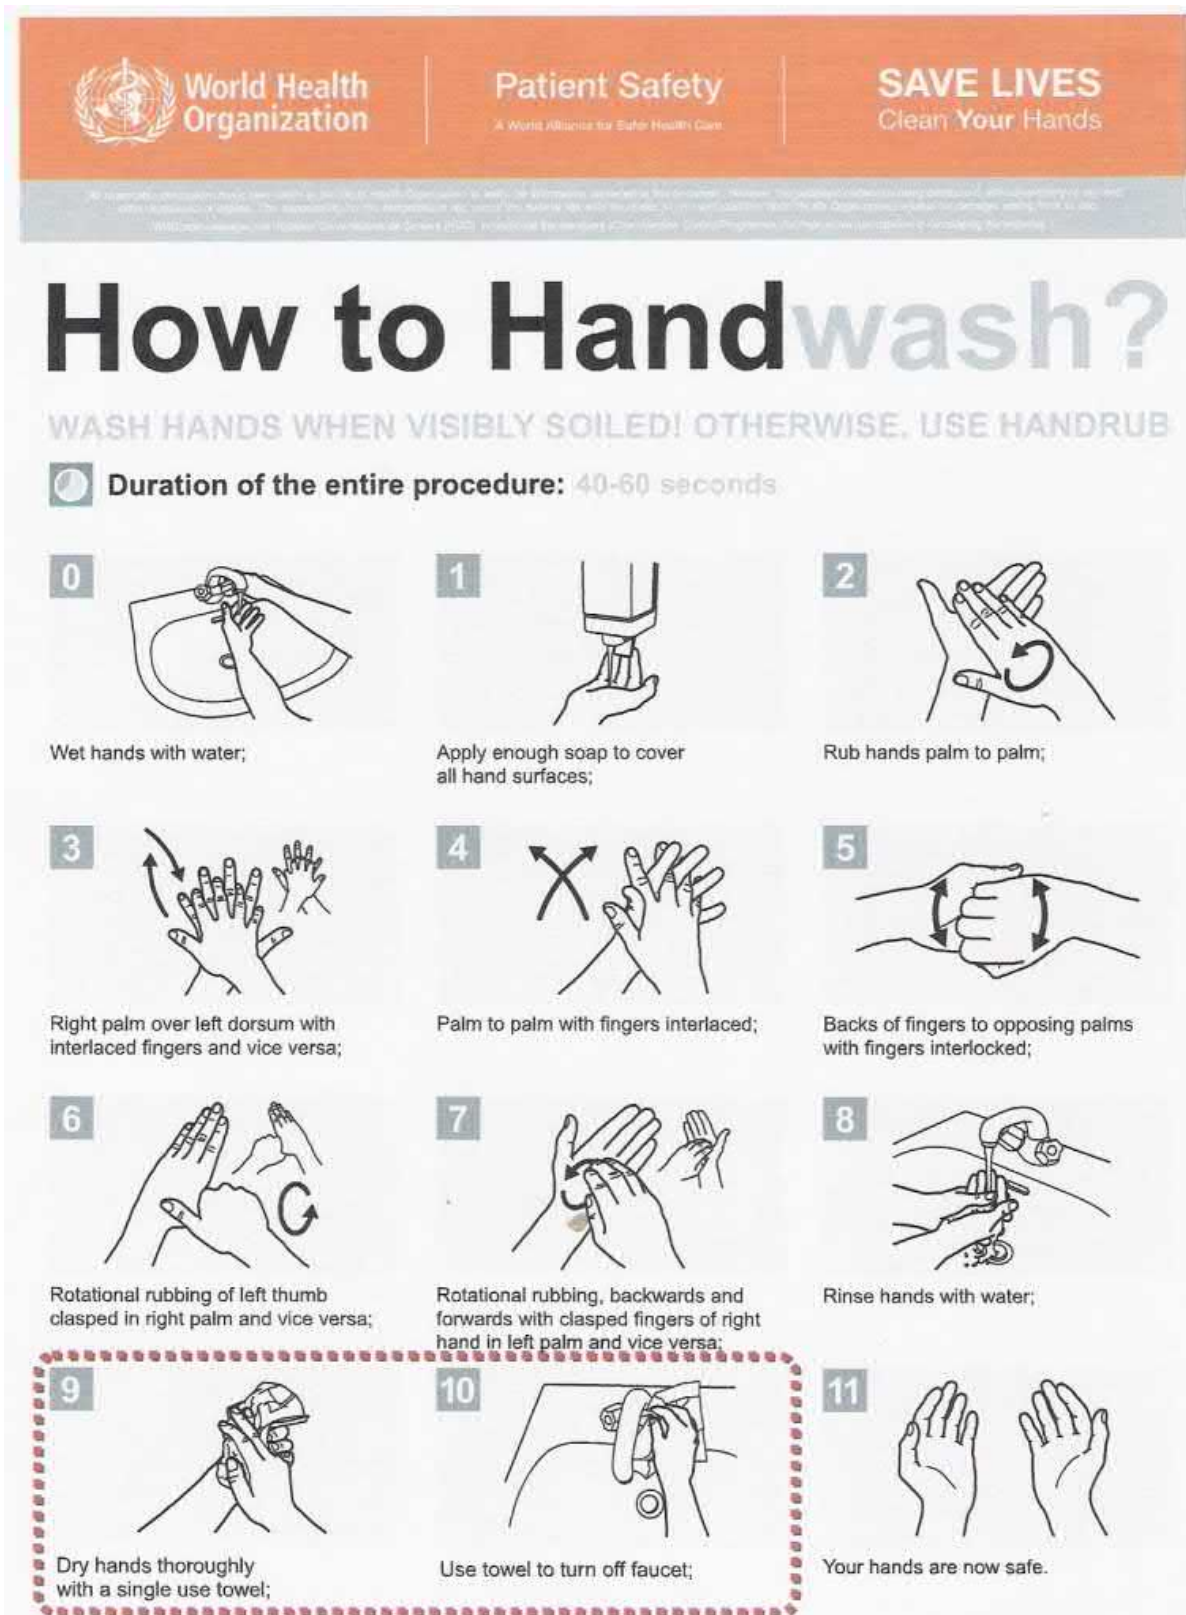 World Health
Organization
Patient Safety
A World Alliance for Safer Health Care
SAVE LIVES
Clean Your Hands
How to Handwash?
WASH HANDS WHEN VISIBLY SOILED! OTHERWISE, USE HANDRUB
Duration of the entire procedure: 40-60 seconds
0
Wet hands with water;
1
Apply enough soap to cover
all hand surfaces;
2
Rub hands palm to palm;
3
Right palm over left dorsum with
interlaced fingers and vice versa;
4
Palm to palm with fingers interlaced;
5
Backs of fingers to opposing palms
with fingers interlocked;
6
Rotational rubbing of left thumb
clasped in right palm and vice versa;
7
Rotational rubbing, backwards and
forwards with clasped fingers of right
hand in left palm and vice versa;
8
Rinse hands with water;
9
Dry hands thoroughly
with a single use towel;
10
Use towel to turn off faucet;
11
Your hands are now safe.